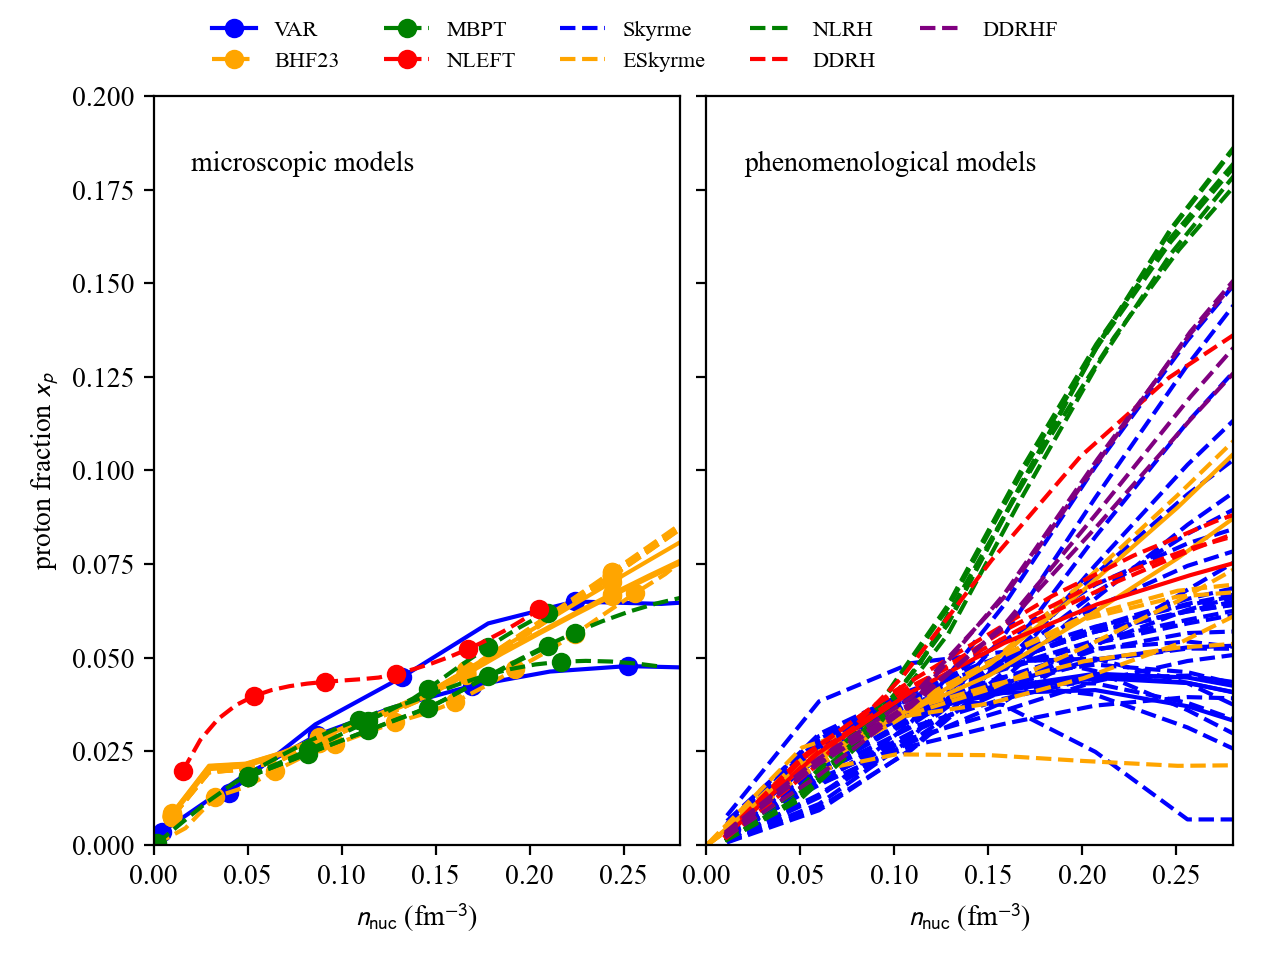 VAR MBPT Skyrme NLRH DDRHF
BHF23 NLEFT ESkyrme DDRH
microscopic models
phenomenological models
0.200
0.175
0.150
0.125
0.100
0.075
0.050
0.025
0.000
proton fraction xₚ
0.00 0.05 0.10 0.15 0.20 0.25
0.00 0.05 0.10 0.15 0.20 0.25
n_nuc (fm⁻³)
n_nuc (fm⁻³)